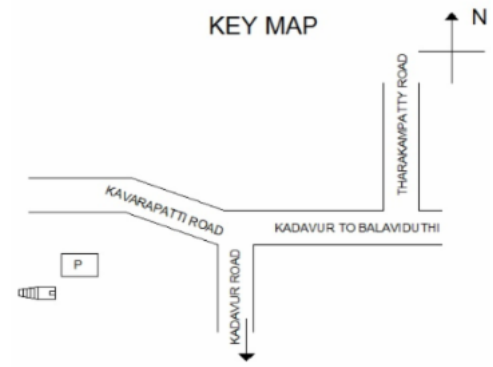 KEY MAP
N
THARAKAMPATTY ROAD
KAVARAPATTI ROAD
KADAVUR TO BALAVIDUTHI
KADAVUR ROAD
P